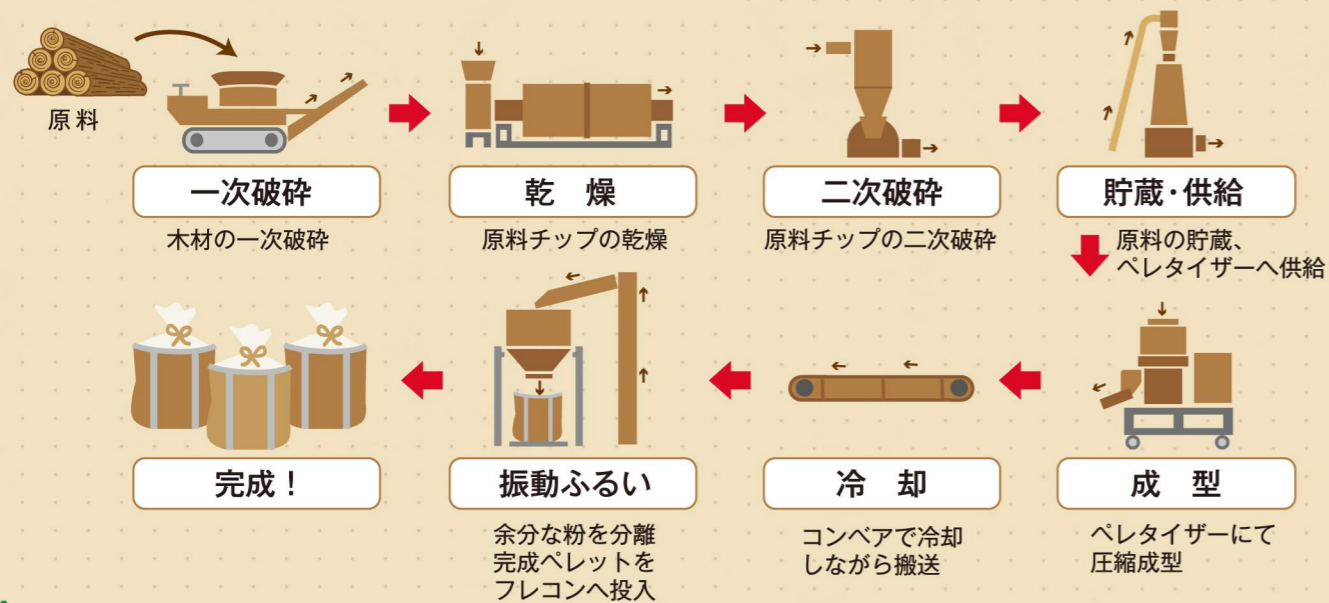 原料
一次破砕
木材の一次破砕
乾　燥
原料チップの乾燥
二次破砕
原料チップの二次破砕
貯蔵・供給
原料の貯蔵、
ペレタイザーへ供給
成　型
ペレタイザーにて
圧縮成型
冷　却
コンベアで冷却
しながら搬送
振動ふるい
余分な粉を分離
完成ペレットを
フレコンへ投入
完成！